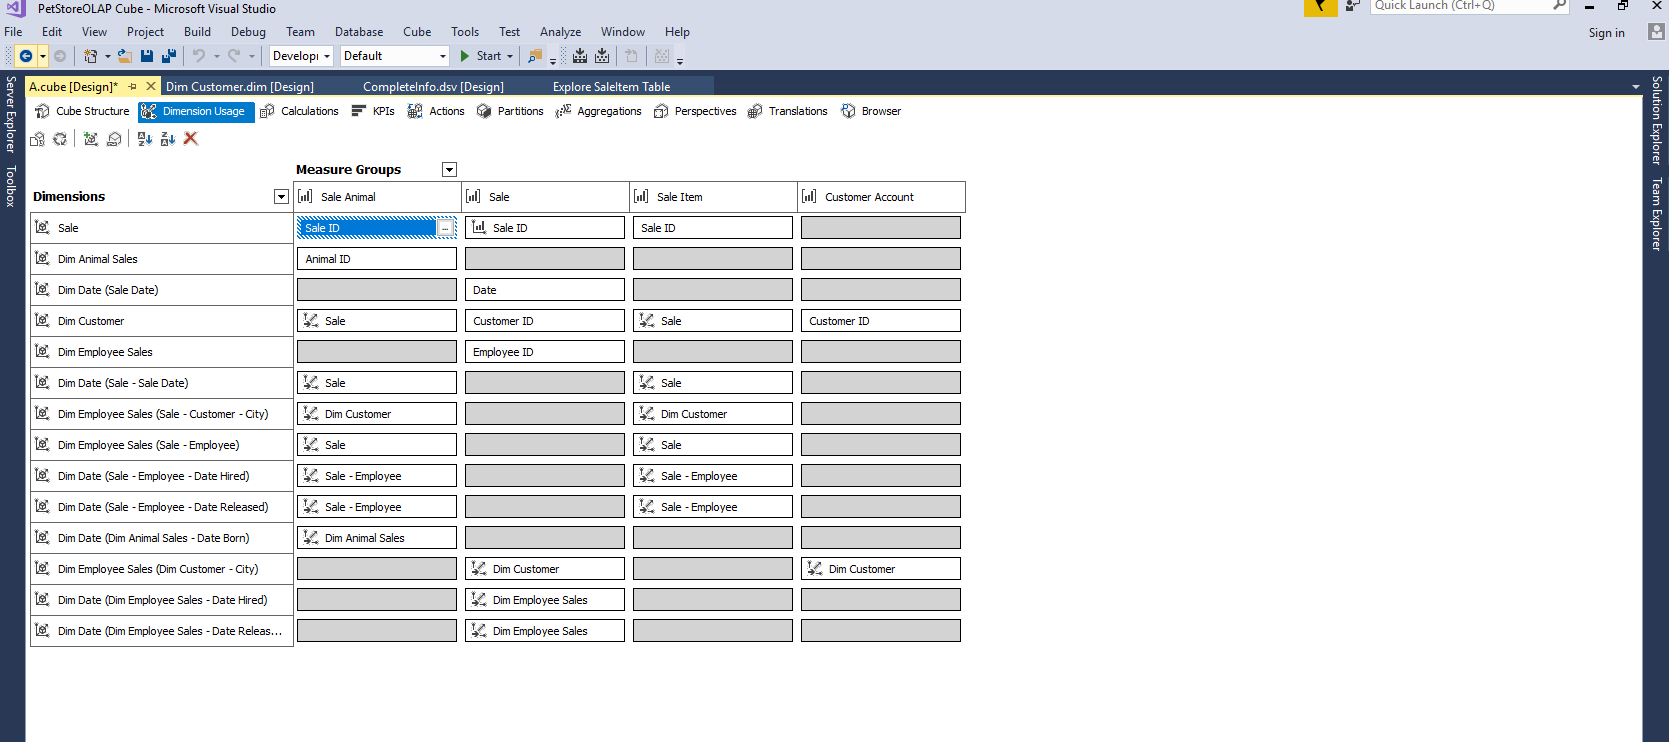 PetStoreOLAP Cube - Microsoft Visual Studio
Quick Launch (Ctrl+Q)
File Edit View Project Build Debug Team Database Cube Tools Test Analyze Window Help
Sign in
Develop Default Start
A.cube [Design]* Dim Customer.dim [Design] CompleteInfo.dsv [Design] Explore SaleItem Table
Server Explorer
Toolbox
Solution Explorer
Team Explorer
Cube Structure Dimension Usage Calculations KPIs Actions Partitions Aggregations Perspectives Translations Browser
Measure Groups
Dimensions Sale Animal Sale Sale Item Customer Account
Sale Sale ID ... Sale ID Sale ID
Dim Animal Sales Animal ID
Dim Date (Sale Date) Date
Dim Customer Sale Customer ID Sale Customer ID
Dim Employee Sales Employee ID
Dim Date (Sale - Sale Date) Sale Sale
Dim Employee Sales (Sale - Customer - City) Dim Customer Dim Customer
Dim Employee Sales (Sale - Employee) Sale Sale
Dim Date (Sale - Employee - Date Hired) Sale - Employee Sale - Employee
Dim Date (Sale - Employee - Date Released) Sale - Employee Sale - Employee
Dim Date (Dim Animal Sales - Date Born) Dim Animal Sales
Dim Employee Sales (Dim Customer - City) Dim Customer Dim Customer
Dim Date (Dim Employee Sales - Date Hired) Dim Employee Sales
Dim Date (Dim Employee Sales - Date Releas... Dim Employee Sales